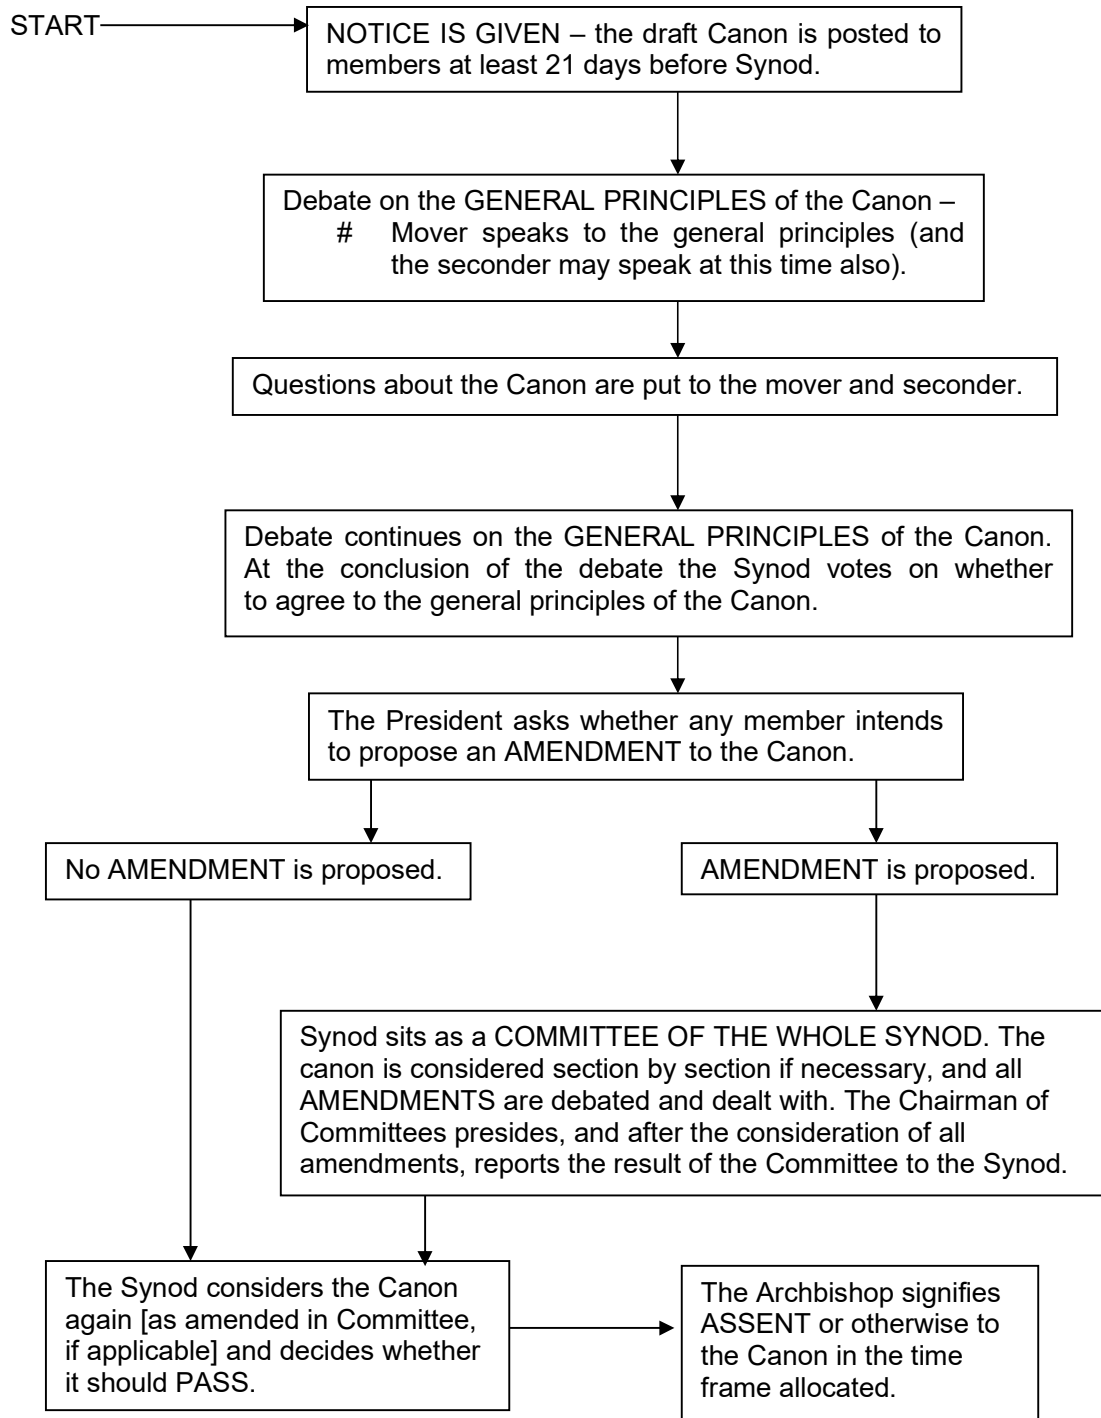 START
NOTICE IS GIVEN – the draft Canon is posted to
members at least 21 days before Synod.
Debate on the GENERAL PRINCIPLES of the Canon –
# Mover speaks to the general principles (and
the seconder may speak at this time also).
Questions about the Canon are put to the mover and seconder.
Debate continues on the GENERAL PRINCIPLES of the Canon.
At the conclusion of the debate the Synod votes on whether
to agree to the general principles of the Canon.
The President asks whether any member intends
to propose an AMENDMENT to the Canon.
No AMENDMENT is proposed.
AMENDMENT is proposed.
Synod sits as a COMMITTEE OF THE WHOLE SYNOD. The
canon is considered section by section if necessary, and all
AMENDMENTS are debated and dealt with. The Chairman of
Committees presides, and after the consideration of all
amendments, reports the result of the Committee to the Synod.
The Synod considers the Canon
again [as amended in Committee,
if applicable] and decides whether
it should PASS.
The Archbishop signifies
ASSENT or otherwise to
the Canon in the time
frame allocated.